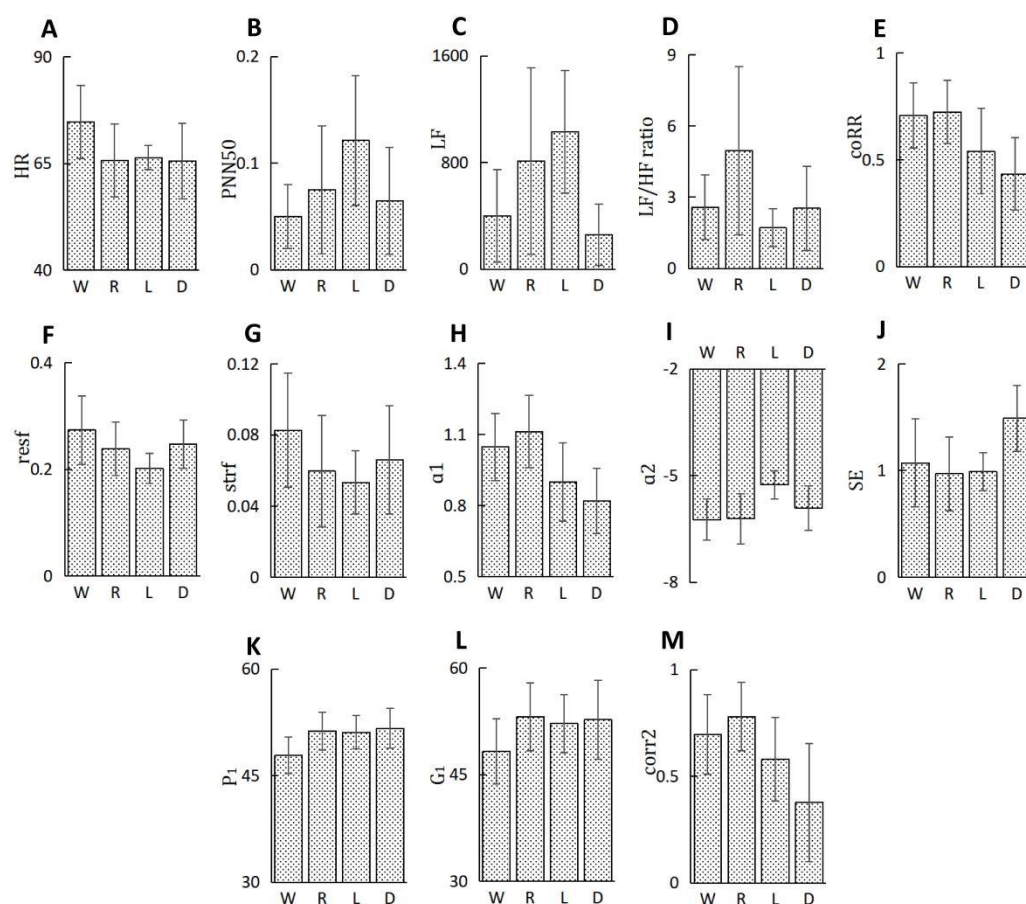 A
HR
90
65
40
W R L D
B
PNN50
0.2
0.1
0
W R L D
C
LF
1600
800
0
W R L D
D
LF/HF ratio
9
6
3
0
W R L D
E
coRR
1
0.5
0
W R L D
F
resf
0.4
0.2
0
W R L D
G
strf
0.12
0.08
0.04
0
W R L D
H
α1
1.4
1.1
0.8
0.5
W R L D
I
W R L D
α2
-2
-5
-8
J
SE
2
1
0
W R L D
K
P₁
60
45
30
W R L D
L
G₁
60
45
30
W R L D
M
corr2
1
0.5
0
W R L D